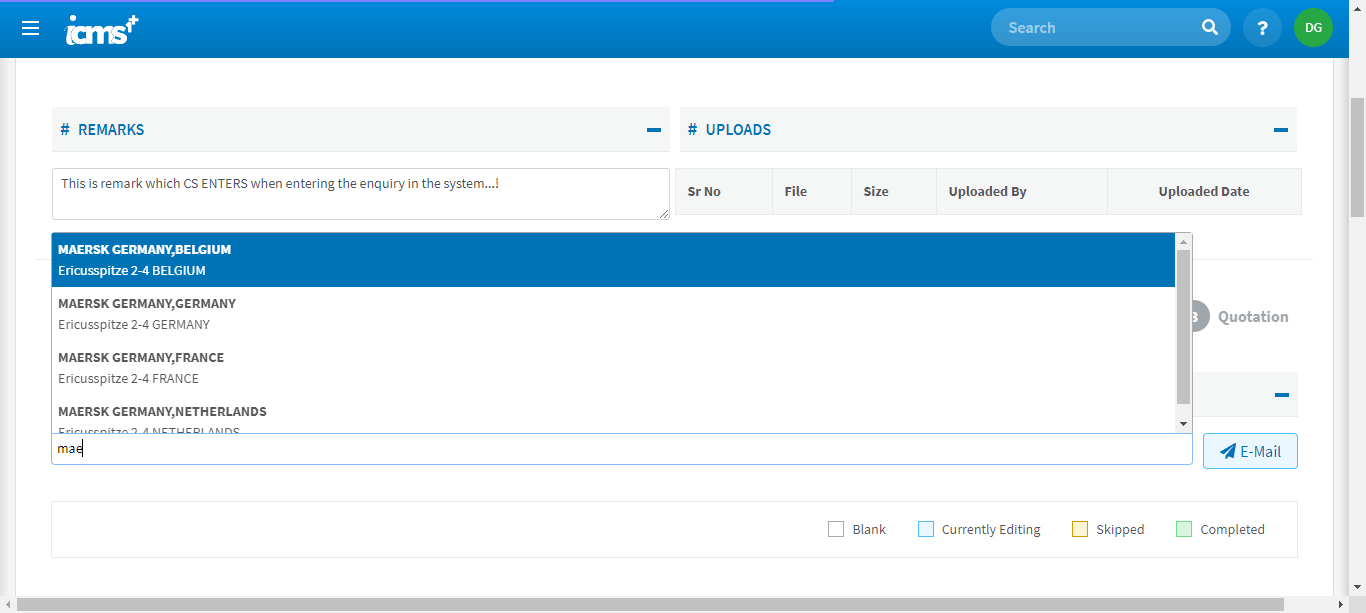 icms+
Search
?
DG
# REMARKS
# UPLOADS
This is remark which CS ENTERS when entering the enquiry in the system...!
Sr No File Size Uploaded By Uploaded Date
MAERSK GERMANY,BELGIUM
Ericusspitze 2-4 BELGIUM
MAERSK GERMANY,GERMANY
Ericusspitze 2-4 GERMANY
MAERSK GERMANY,FRANCE
Ericusspitze 2-4 FRANCE
MAERSK GERMANY,NETHERLANDS
Ericusspitze 2-4 NETHERLANDS
3 Quotation
mae
E-Mail
Blank Currently Editing Skipped Completed